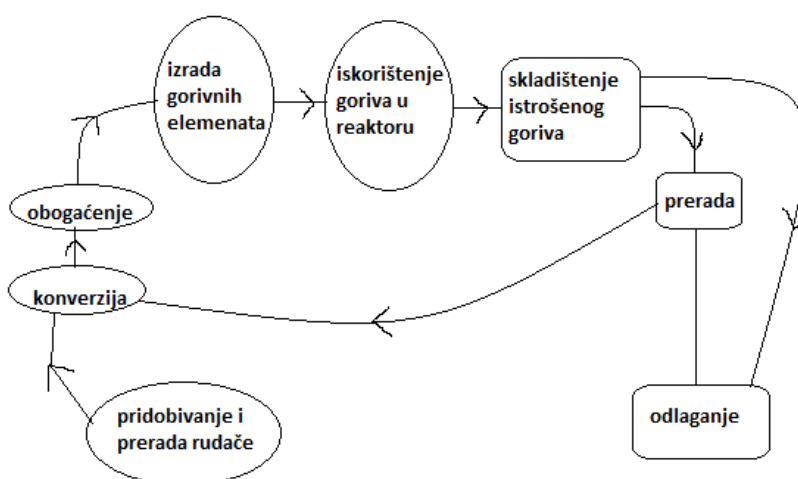 izrada
gorivnih
elemenata
iskorištenje
goriva u
reaktoru
skladištenje
istrošenog
goriva
prerada
obogaćenje
konverzija
pridobivanje i
prerada rudače
odlaganje